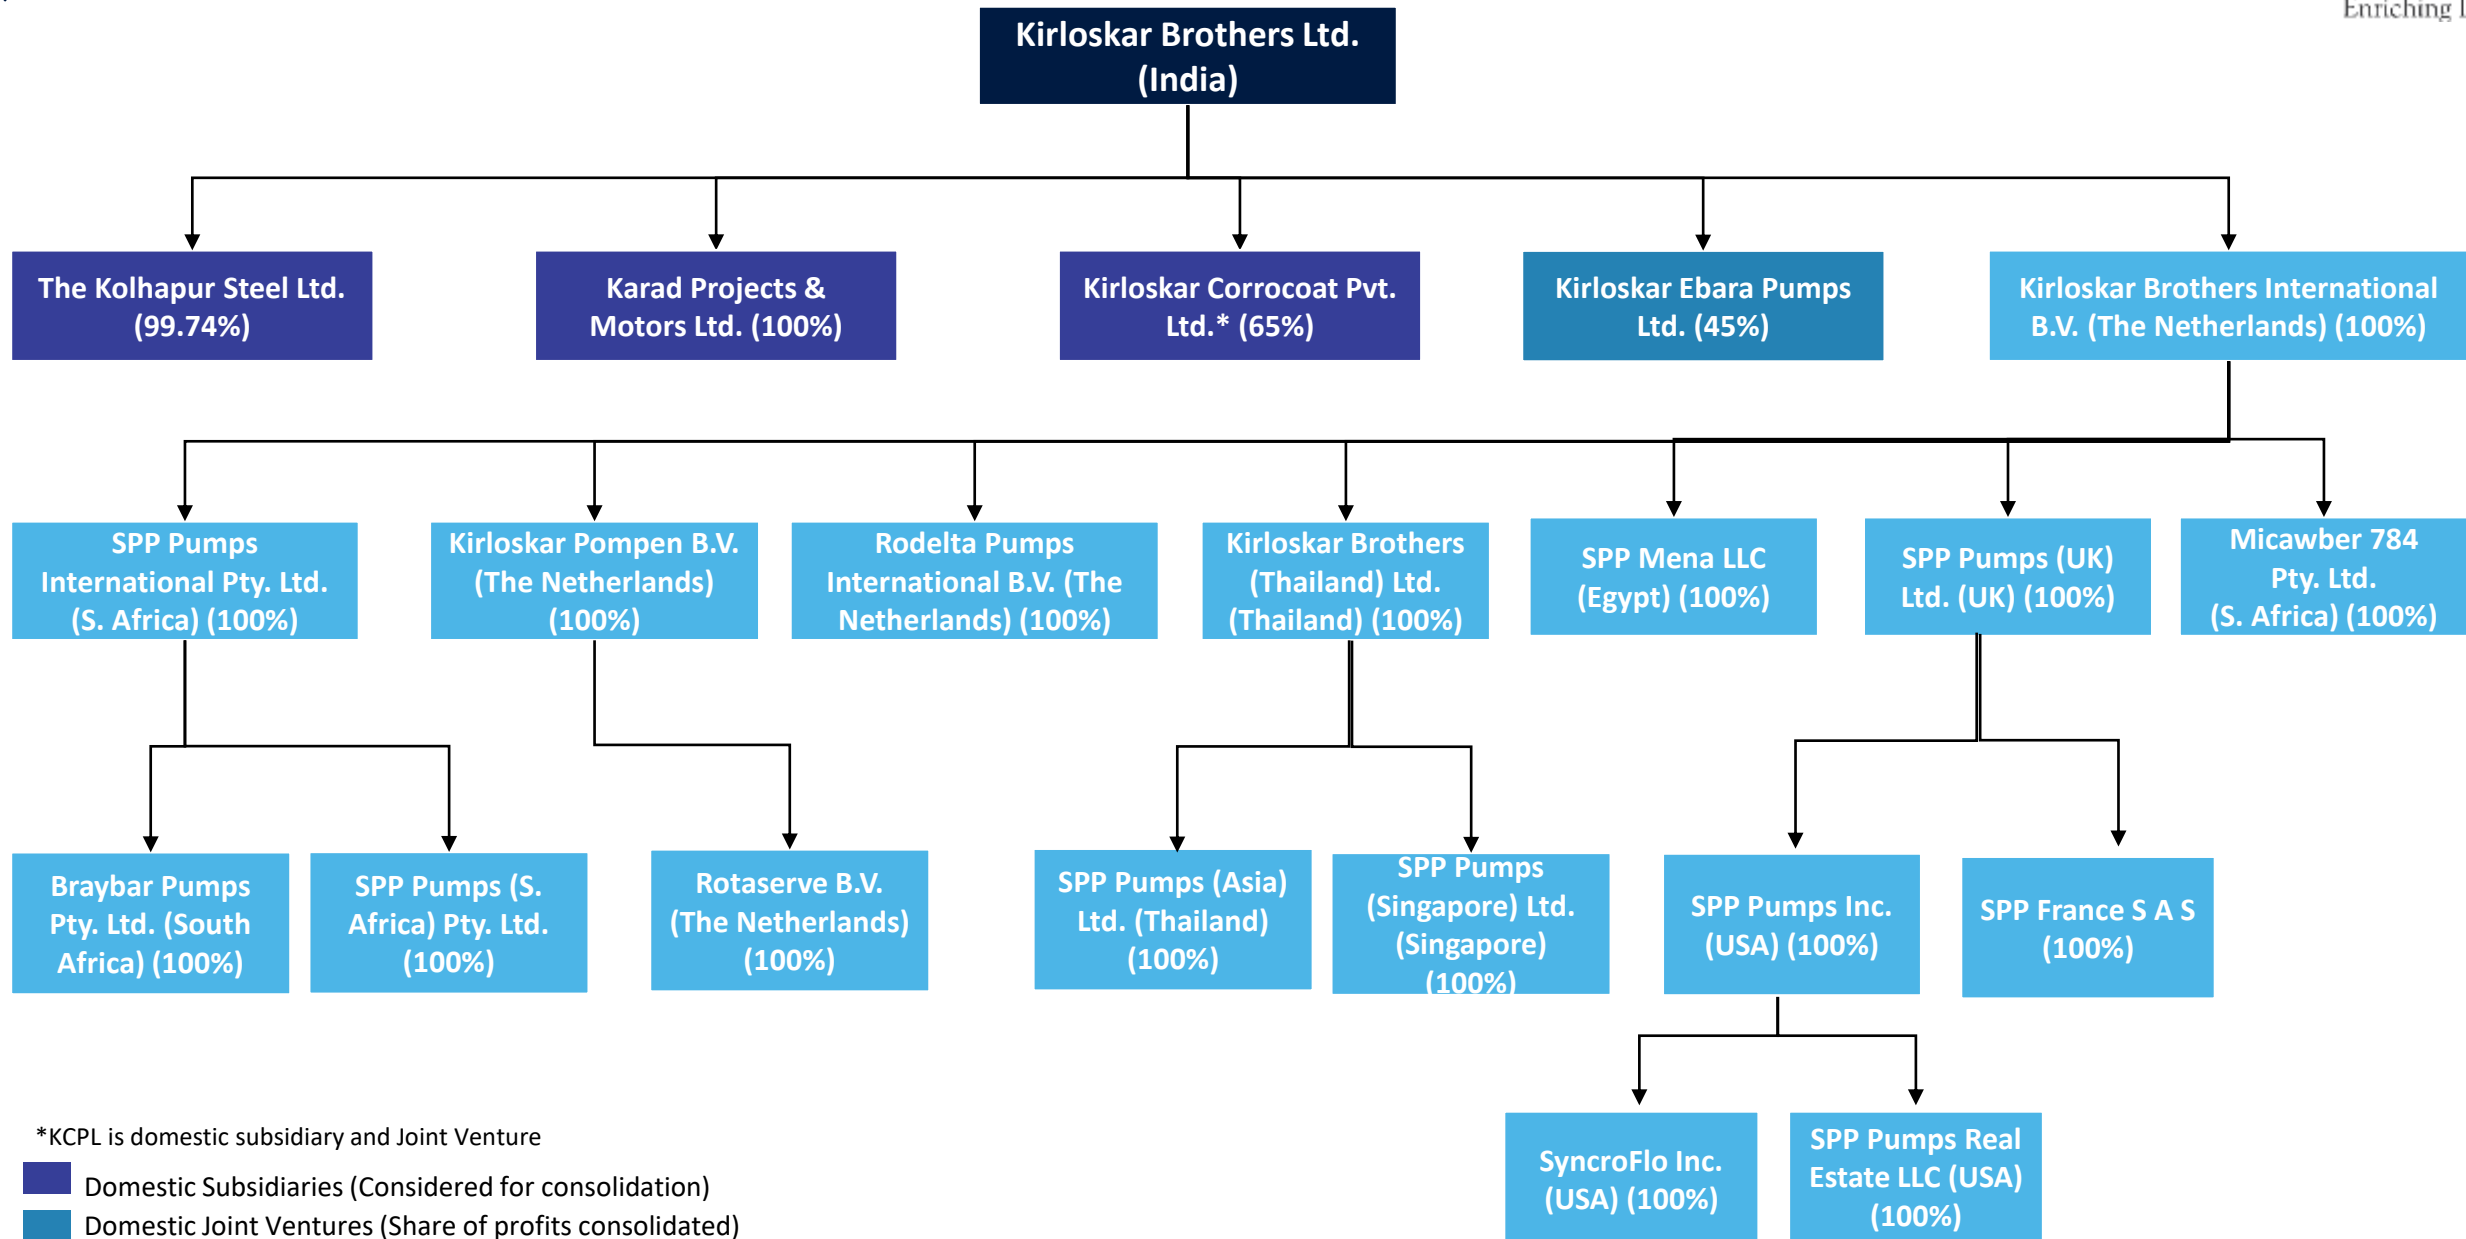 Enriching
Kirloskar Brothers Ltd.
(India)
The Kolhapur Steel Ltd.
(99.74%)
Karad Projects &
Motors Ltd. (100%)
Kirloskar Corrocoat Pvt.
Ltd.* (65%)
Kirloskar Ebara Pumps
Ltd. (45%)
Kirloskar Brothers International
B.V. (The Netherlands) (100%)
SPP Pumps
International Pty. Ltd.
(S. Africa) (100%)
Kirloskar Pompen B.V.
(The Netherlands)
(100%)
Rodelta Pumps
International B.V. (The
Netherlands) (100%)
Kirloskar Brothers
(Thailand) Ltd.
(Thailand) (100%)
SPP Mena LLC
(Egypt) (100%)
SPP Pumps (UK)
Ltd. (UK) (100%)
Micawber 784
Pty. Ltd.
(S. Africa) (100%)
Braybar Pumps
Pty. Ltd. (South
Africa) (100%)
SPP Pumps (S.
Africa) Pty. Ltd.
(100%)
Rotaserve B.V.
(The Netherlands)
(100%)
SPP Pumps (Asia)
Ltd. (Thailand)
(100%)
SPP Pumps
(Singapore) Ltd.
(Singapore)
(100%)
SPP Pumps Inc.
(USA) (100%)
SPP France S A S
(100%)
SyncroFlo Inc.
(USA) (100%)
SPP Pumps Real
Estate LLC (USA)
(100%)
*KCPL is domestic subsidiary and Joint Venture
Domestic Subsidiaries (Considered for consolidation)
Domestic Joint Ventures (Share of profits consolidated)